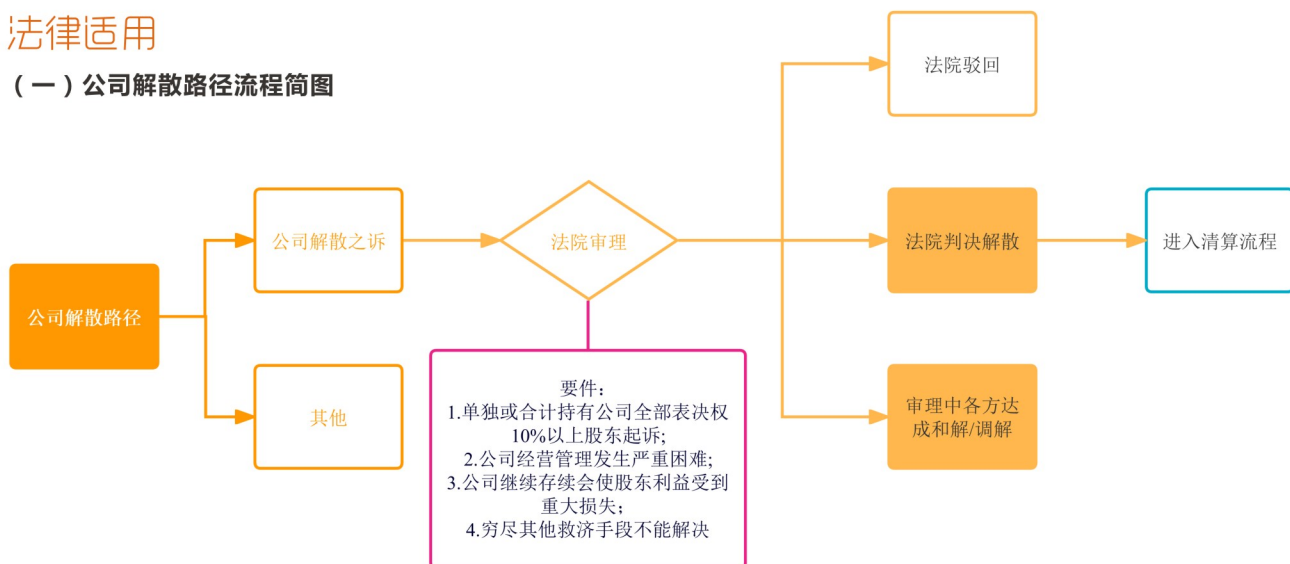 法律适用
（一）公司解散路径流程简图
法院驳回
公司解散之诉
法院审理
法院判决解散
进入清算流程
公司解散路径
其他
要件：
1.单独或合计持有公司全部表决权
10%以上股东起诉;
2.公司经营管理发生严重困难;
3.公司继续存续会使股东利益受到
重大损失；
4.穷尽其他救济手段不能解决
审理中各方达
成和解/调解